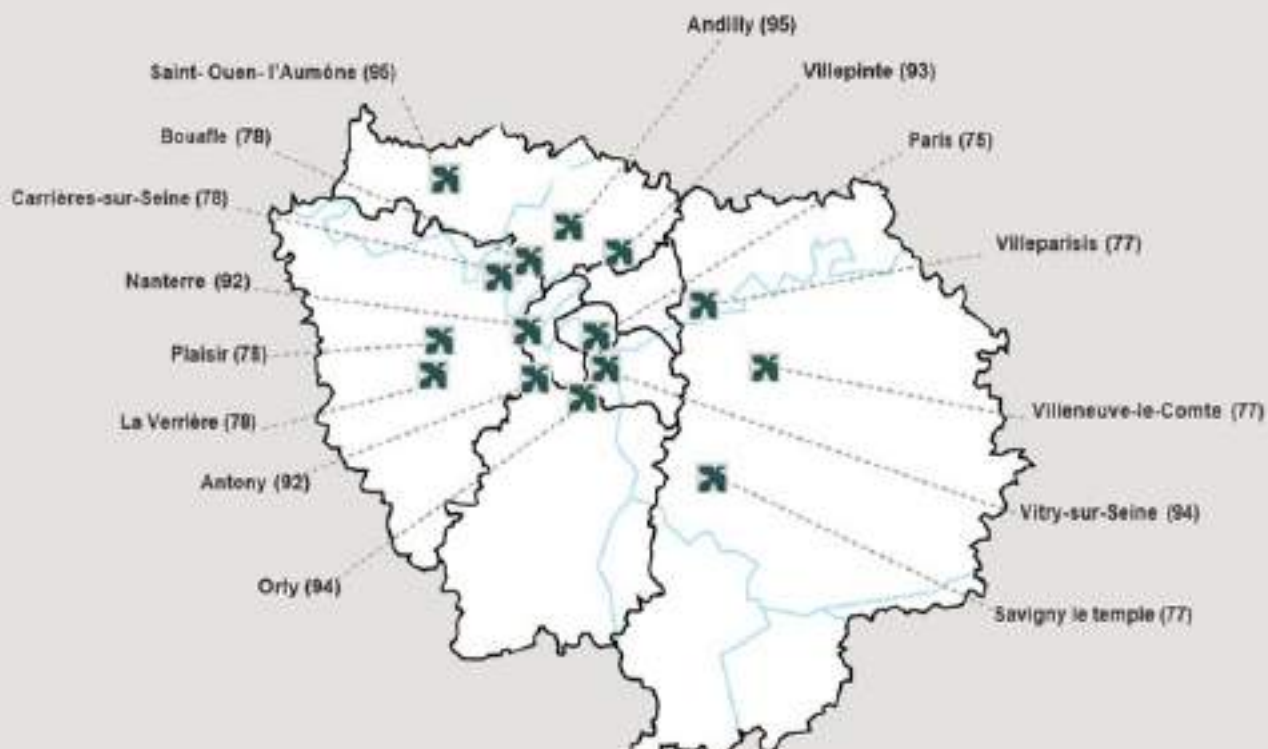 Andilly (95)
Saint- Ouen- l'Aumône (95)
Villepinte (93)
Bouafle (78)
Paris (75)
Carrières-sur-Seine (78)
Villeparisis (77)
Nanterre (92)
Plaisir (78)
La Verrière (78)
Villeneuve-le-Comte (77)
Antony (92)
Vitry-sur-Seine (94)
Orly (94)
Savigny le temple (77)